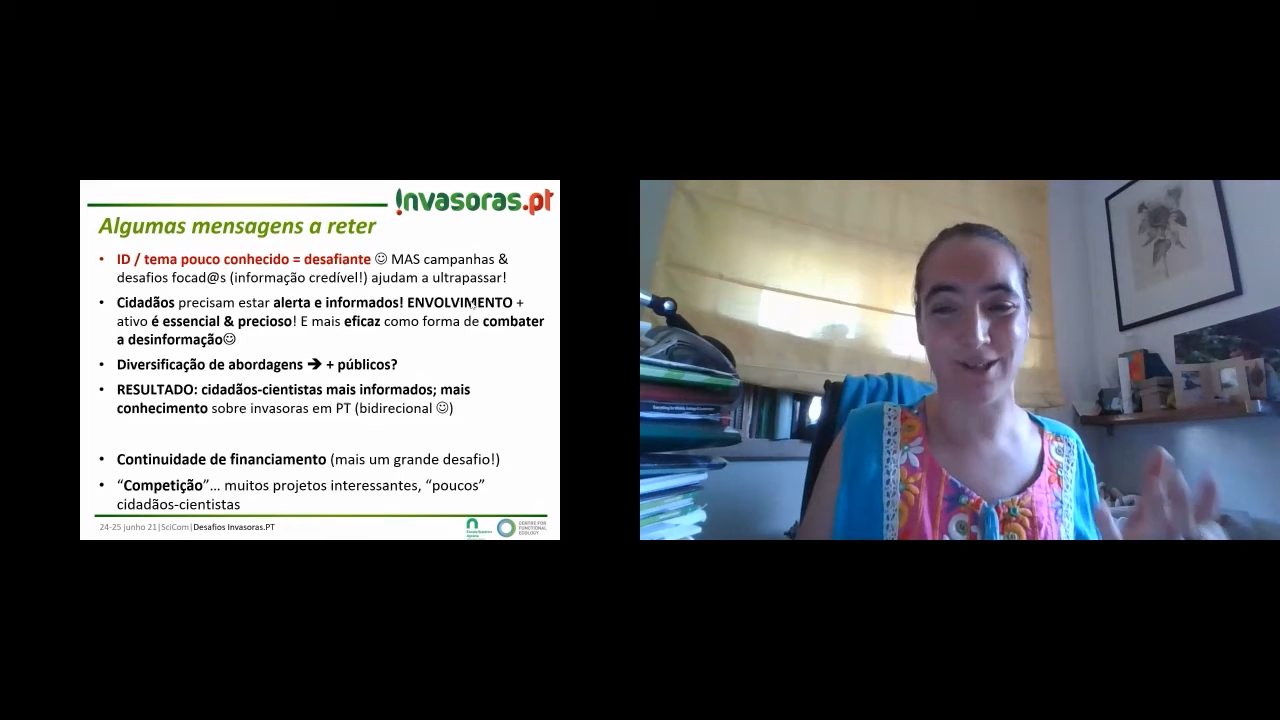 invasoras.pt
Algumas mensagens a reter
• ID / tema pouco conhecido = desafiante ☺ MAS campanhas &
desafios focad@s (informação credível!) ajudam a ultrapassar!
• Cidadãos precisam estar alerta e informados! ENVOLVIMENTO +
ativo é essencial & precioso! E mais eficaz como forma de combater
a desinformação☺
• Diversificação de abordagens ➔ + públicos?
• RESULTADO: cidadãos-cientistas mais informados; mais
conhecimento sobre invasoras em PT (bidirecional ☺)
• Continuidade de financiamento (mais um grande desafio!)
• “Competição”... muitos projetos interessantes, “poucos”
cidadãos-cientistas
24-25 junho 21|SciCom|Desafios Invasoras.PT
CENTRE FOR
FUNCTIONAL
ECOLOGY